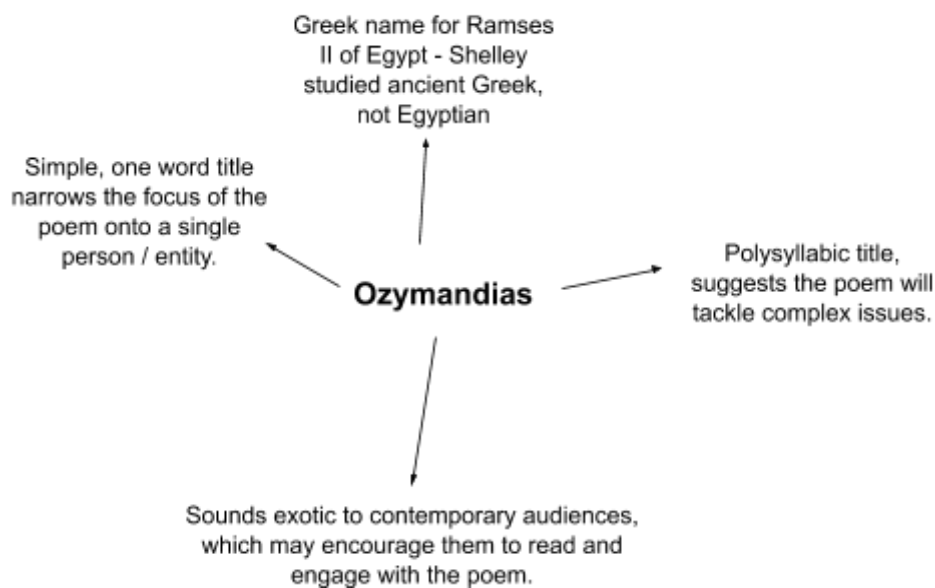 Greek name for Ramses
II of Egypt - Shelley
studied ancient Greek,
not Egyptian
Simple, one word title
narrows the focus of the
poem onto a single
person / entity.
Ozymandias
Polysyllabic title,
suggests the poem will
tackle complex issues.
Sounds exotic to contemporary audiences,
which may encourage them to read and
engage with the poem.